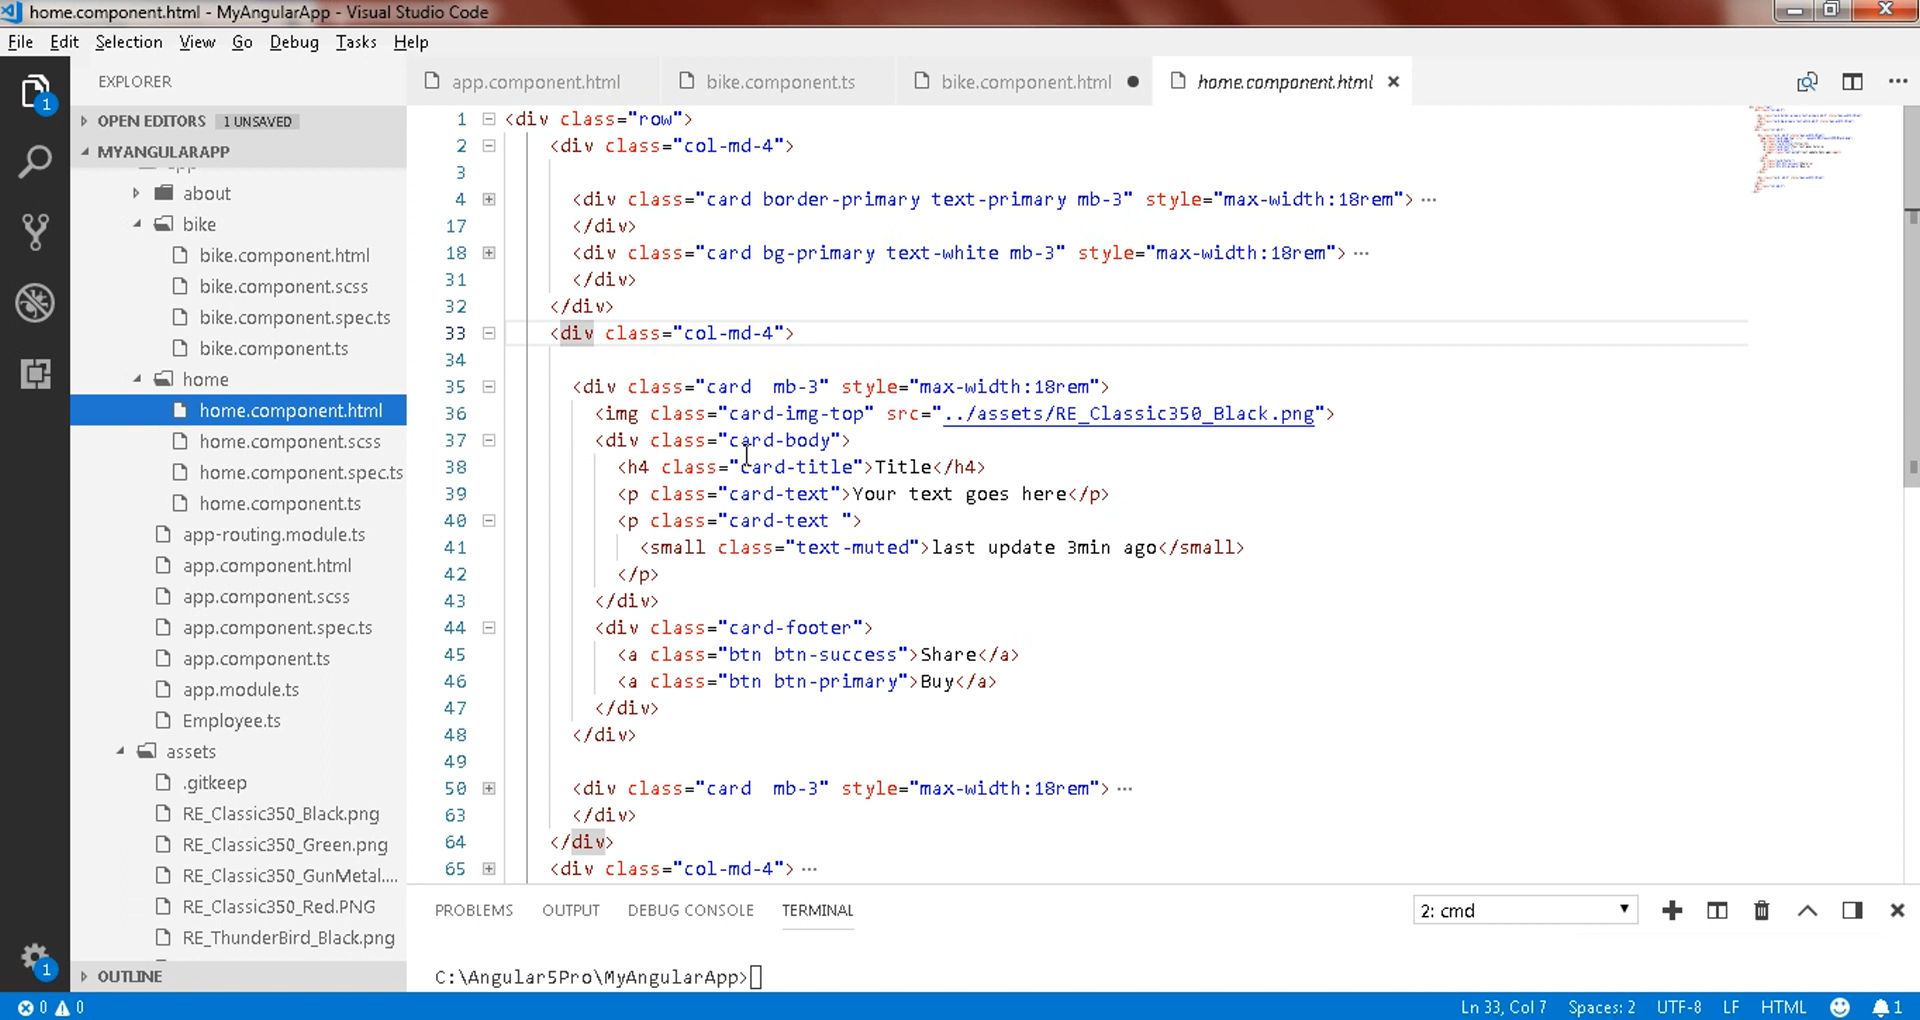 home.component.html - MyAngularApp - Visual Studio Code
File Edit Selection View Go Debug Tasks Help
EXPLORER
app.component.html bike.component.ts bike.component.html ● home.component.html ×
OPEN EDITORS 1 UNSAVED
MYANGULARAPP
about
bike
bike.component.html
bike.component.scss
bike.component.spec.ts
bike.component.ts
home
home.component.html
home.component.scss
home.component.spec.ts
home.component.ts
app-routing.module.ts
app.component.html
app.component.scss
app.component.spec.ts
app.component.ts
app.module.ts
Employee.ts
assets
.gitkeep
RE_Classic350_Black.png
RE_Classic350_Green.png
RE_Classic350_GunMetal....
RE_Classic350_Red.PNG
RE_ThunderBird_Black.png
OUTLINE
1
1
1 <div class="row">
2 <div class="col-md-4">
3
4 <div class="card border-primary text-primary mb-3" style="max-width:18rem"> ...
17 </div>
18 <div class="card bg-primary text-white mb-3" style="max-width:18rem"> ...
31 </div>
32 </div>
33 <div class="col-md-4">
34
35 <div class="card  mb-3" style="max-width:18rem">
36 <img class="card-img-top" src="../assets/RE_Classic350_Black.png">
37 <div class="card-body">
38 <h4 class="card-title">Title</h4>
39 <p class="card-text">Your text goes here</p>
40 <p class="card-text ">
41 <small class="text-muted">last update 3min ago</small>
42 </p>
43 </div>
44 <div class="card-footer">
45 <a class="btn btn-success">Share</a>
46 <a class="btn btn-primary">Buy</a>
47 </div>
48 </div>
49
50 <div class="card  mb-3" style="max-width:18rem"> ...
63 </div>
64 </div>
65 <div class="col-md-4"> ...
PROBLEMS OUTPUT DEBUG CONSOLE TERMINAL 2: cmd
C:\Angular5Pro\MyAngularApp>
0 0 Ln 33, Col 7 Spaces: 2 UTF-8 LF HTML 1